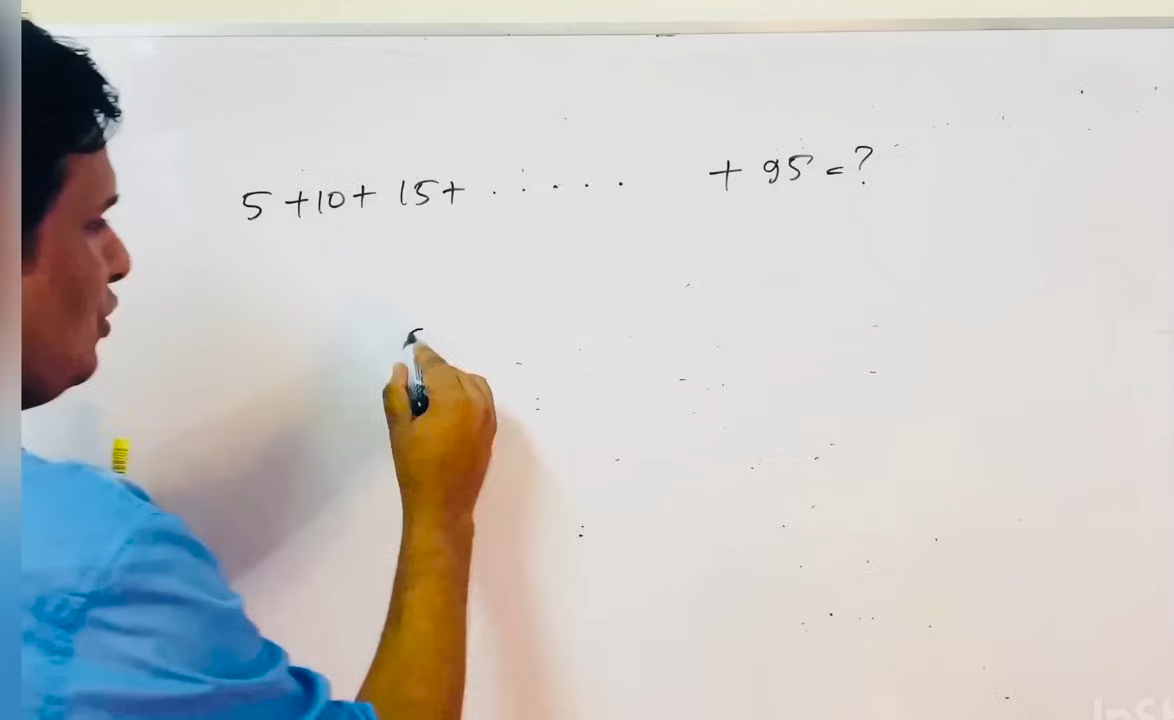 5 + 10 + 15 + . . . . . . + 95 = ?